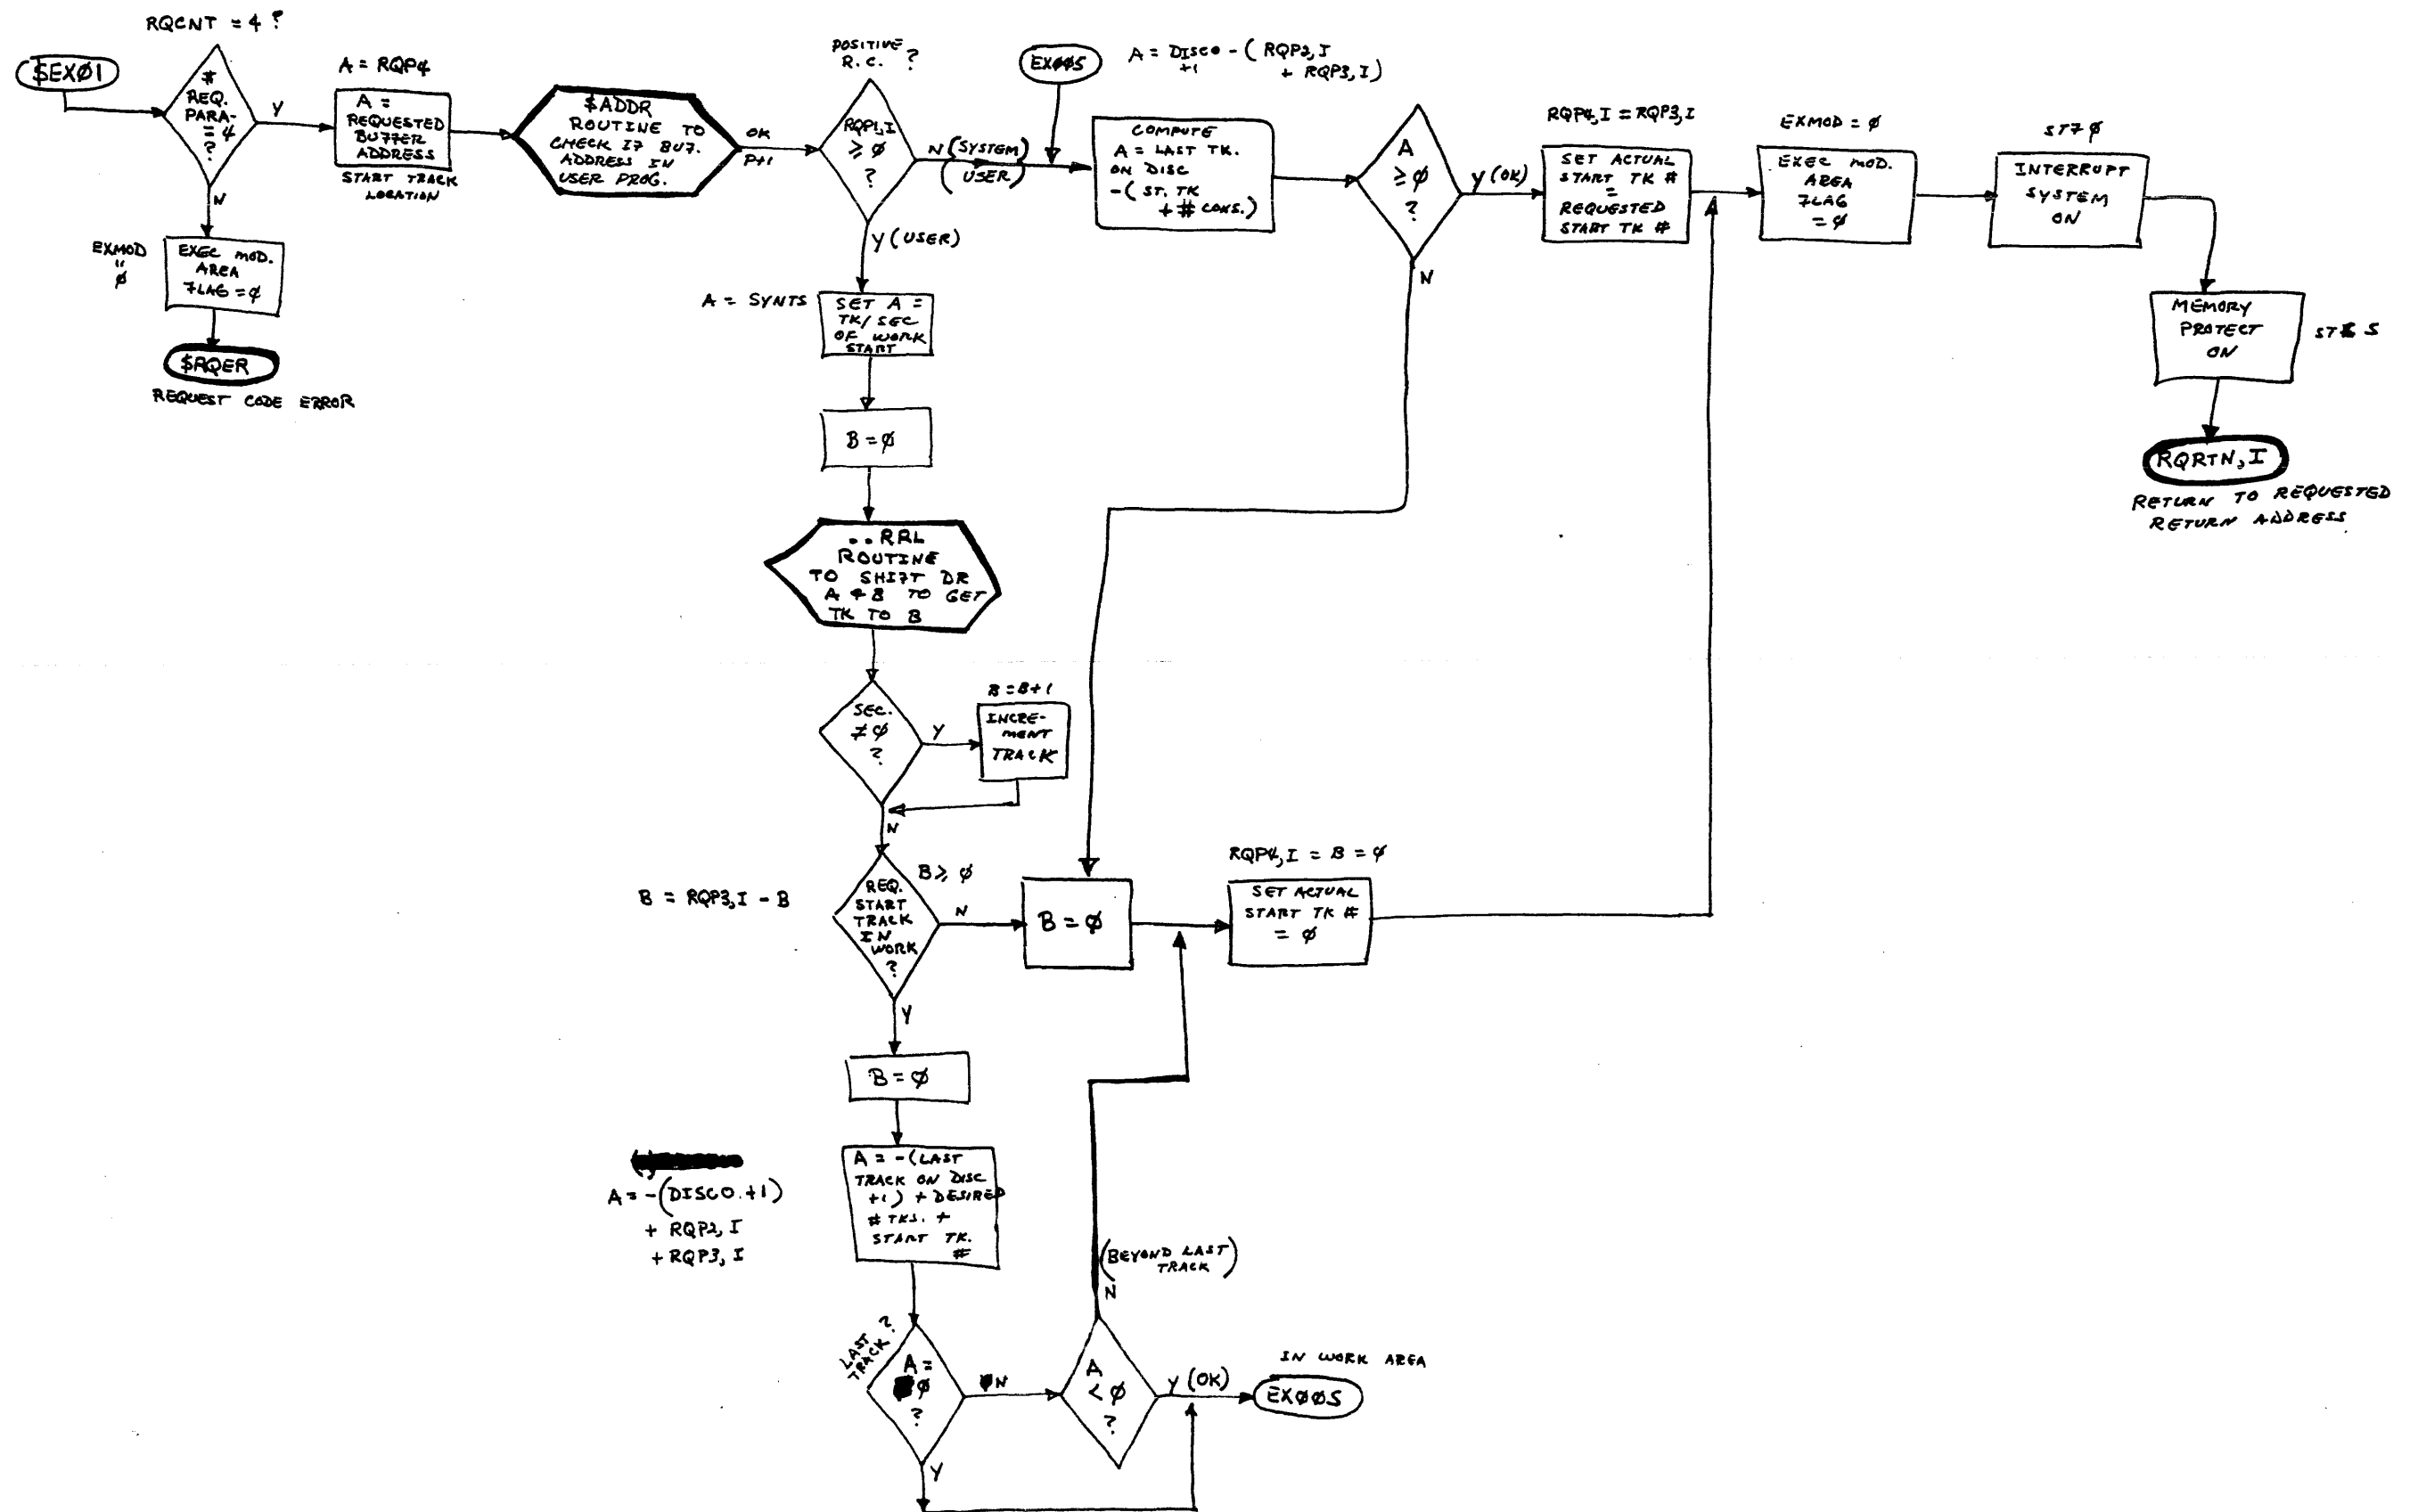 RQCNT = 4 ?
$EXØ1
#
REQ.
PARA-
= 4
?
Y
N
EXMOD
"
Ø
EXEC MOD.
AREA
FLAG = Ø
$RQER
REQUEST CODE ERROR
A = RQP4
A =
REQUESTED
BUFFER
ADDRESS
START TRACK
LOCATION
$ADDR
ROUTINE TO
CHECK IF BUF.
ADDRESS IN
USER PROG.
OK
P+1
POSITIVE
R.C. ?
RQP1,I
≥ Ø
?
N (SYSTEM)
(USER)
Y (USER)
EXØØ5
A = DISCO - (RQP2,I
+1
+ RQP3,I)
COMPUTE
A = LAST TK.
ON DISC
-(ST. TK
+ # CONS.)
A
≥ Ø
?
Y (OK)
N
RQP4,I = RQP3,I
SET ACTUAL
START TK #
=
REQUESTED
START TK #
EXMOD = Ø
EXEC MOD.
AREA
FLAG
= Ø
STF Ø
INTERRUPT
SYSTEM
ON
MEMORY
PROTECT
ON
5
RQRTN, I
RETURN TO REQUESTED
RETURN ADDRESS
A = SYNTS
SET A =
TK/SEC
OF WORK
START
B = Ø
..RRL
ROUTINE
TO SHIFT DR
A & B TO GET
TK TO B
SEC.
≠ Ø
?
Y
N
B = B+1
INCRE-
MENT
TRACK
B = RQP3,I - B
REQ.
START
TRACK
IN
WORK
?
B ≥ Ø
N
Y
B = Ø
RQP4,I = B = Ø
SET ACTUAL
START TK #
= Ø
B = Ø
A = -(DISCO +1)
+ RQP2, I
+ RQP3, I
A = -(LAST
TRACK ON DISC
+1) + DESIRED
# TKS. +
START TK.
#
LAST ?
TRACK
A =
Ø
?
N
Y
(BEYOND LAST
TRACK)
N
A
< Ø
?
Y (OK)
IN WORK AREA
EXØØ5